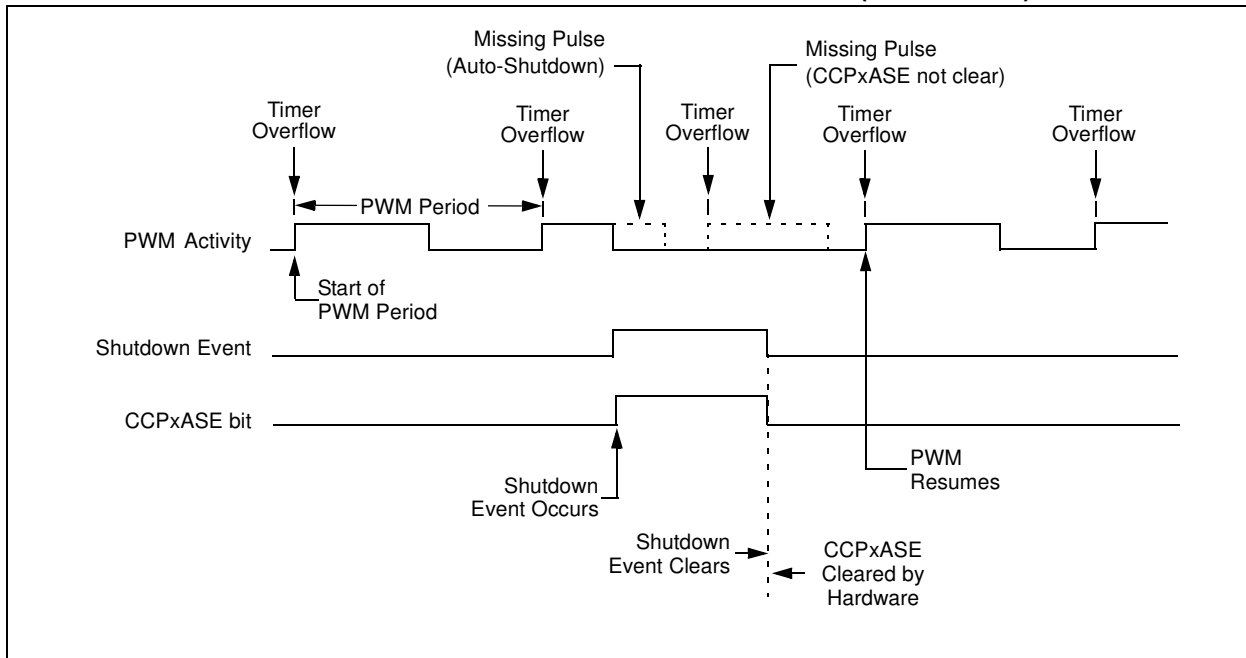 Missing Pulse
(Auto-Shutdown)
Missing Pulse
(CCPxASE not clear)
Timer
Overflow
Timer
Overflow
Timer
Overflow
Timer
Overflow
Timer
Overflow
PWM Period
PWM Activity
Start of
PWM Period
Shutdown Event
CCPxASE bit
Shutdown
Event Occurs
PWM
Resumes
Shutdown
Event Clears
CCPxASE
Cleared by
Hardware